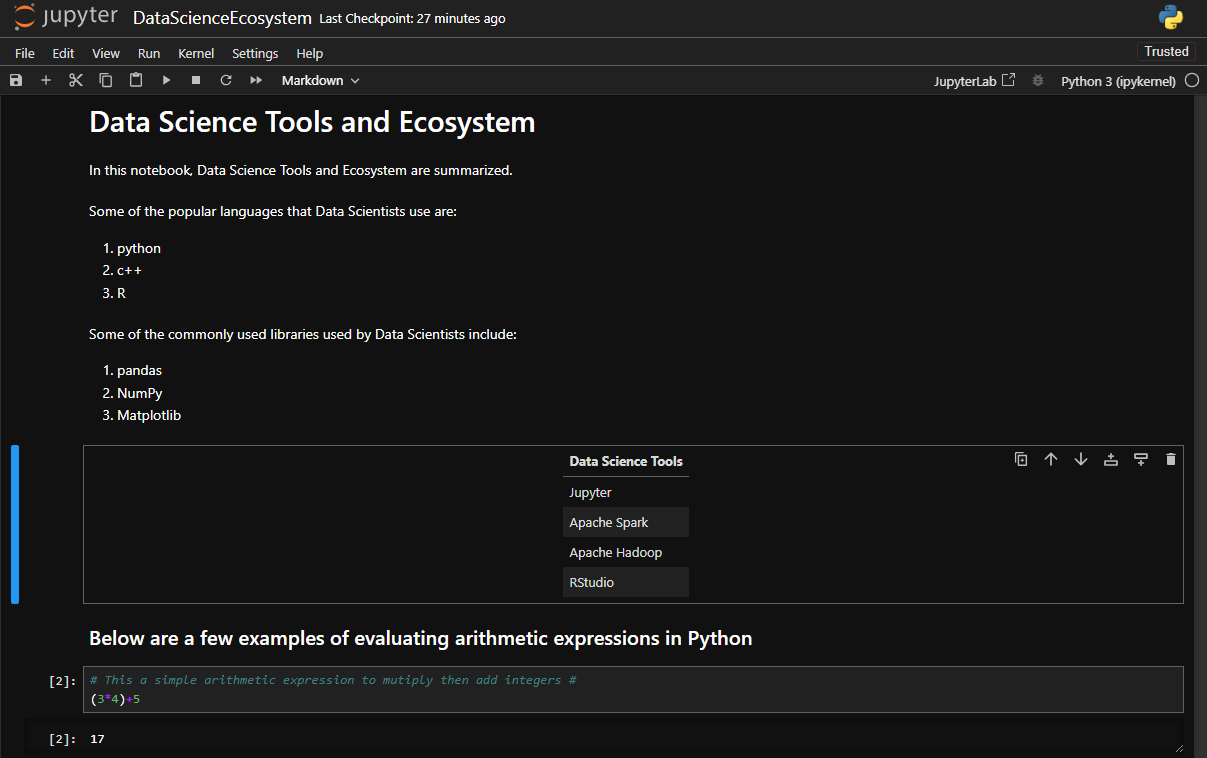 jupyter DataScienceEcosystem Last Checkpoint: 27 minutes ago
File Edit View Run Kernel Settings Help Trusted
Markdown JupyterLab Python 3 (ipykernel)
Data Science Tools and Ecosystem
In this notebook, Data Science Tools and Ecosystem are summarized.
Some of the popular languages that Data Scientists use are:
1. python
2. c++
3. R
Some of the commonly used libraries used by Data Scientists include:
1. pandas
2. NumPy
3. Matplotlib
Data Science Tools
Jupyter
Apache Spark
Apache Hadoop
RStudio
Below are a few examples of evaluating arithmetic expressions in Python
[2]: # This a simple arithmetic expression to mutiply then add integers #
(3*4)+5
[2]: 17